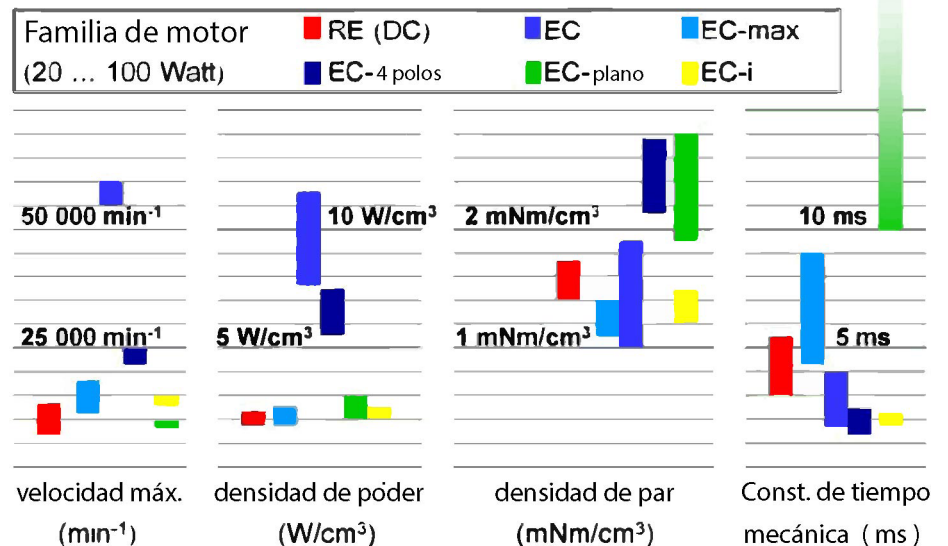 Familia de motor
(20 ... 100 Watt)
RE (DC)
EC
EC-max
EC-4 polos
EC-plano
EC-i
50 000 min⁻¹
25 000 min⁻¹
10 W/cm³
5 W/cm³
2 mNm/cm³
1 mNm/cm³
10 ms
5 ms
velocidad máx.
(min⁻¹)
densidad de poder
(W/cm³)
densidad de par
(mNm/cm³)
Const. de tiempo
mecánica (ms)